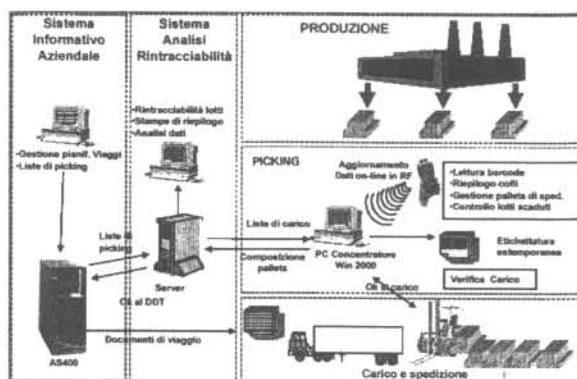 Sistema
Informativo
Aziendale
Sistema
Analisi
Rintracciabilità
PRODUZIONE
•Rintracciabilità lotti
•Stampe di riepilogo
•Analisi dati
•Gestione pianif. Viaggi
•Liste di picking
PICKING
Aggiornamento
Dati on-line in RF
•Lettura barcode
•Riepilogo colli
•Gestione pallets di sped.
•Controllo lotti scaduti
Liste di
picking
Liste di carico
Composizione
pallets
PC Concentratore
Win 2000
Etichettatura
estemporanea
Server
Verifica Carico
Ok al DDT
Ok al carico
Documenti di viaggio
AS400
Carico e spedizione